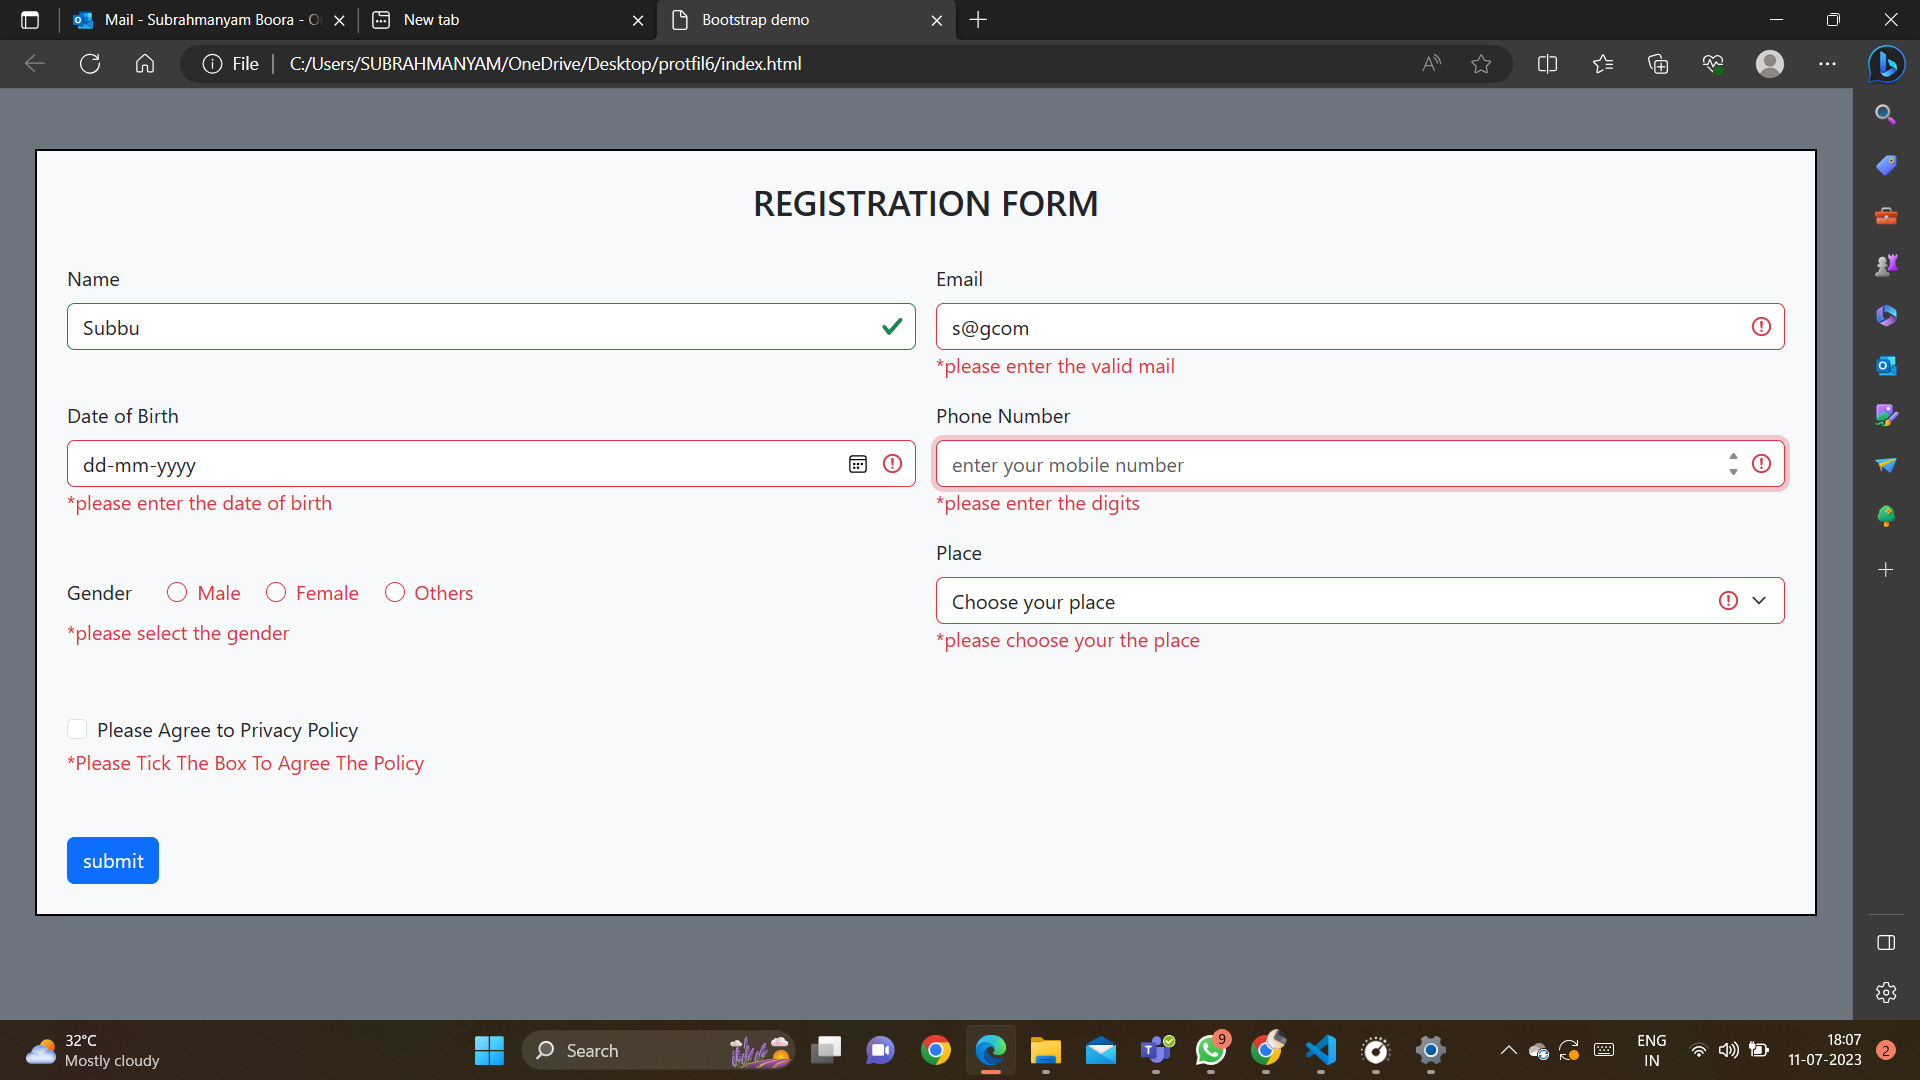 Mail - Subrahmanyam Boora - O
New tab
Bootstrap demo
File
C:/Users/SUBRAHMANYAM/OneDrive/Desktop/protfil6/index.html
REGISTRATION FORM
Name
Email
Subbu
s@gcom
*please enter the valid mail
Date of Birth
Phone Number
dd-mm-yyyy
enter your mobile number
*please enter the date of birth
*please enter the digits
Place
Gender
Male
Female
Others
Choose your place
*please select the gender
*please choose your the place
Please Agree to Privacy Policy
*Please Tick The Box To Agree The Policy
submit
32°C
Mostly cloudy
Search
9
ENG
IN
18:07
11-07-2023
2